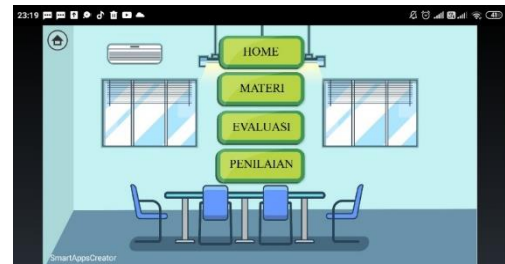 23:19
HOME
MATERI
EVALUASI
PENILAIAN
SmartAppsCreator